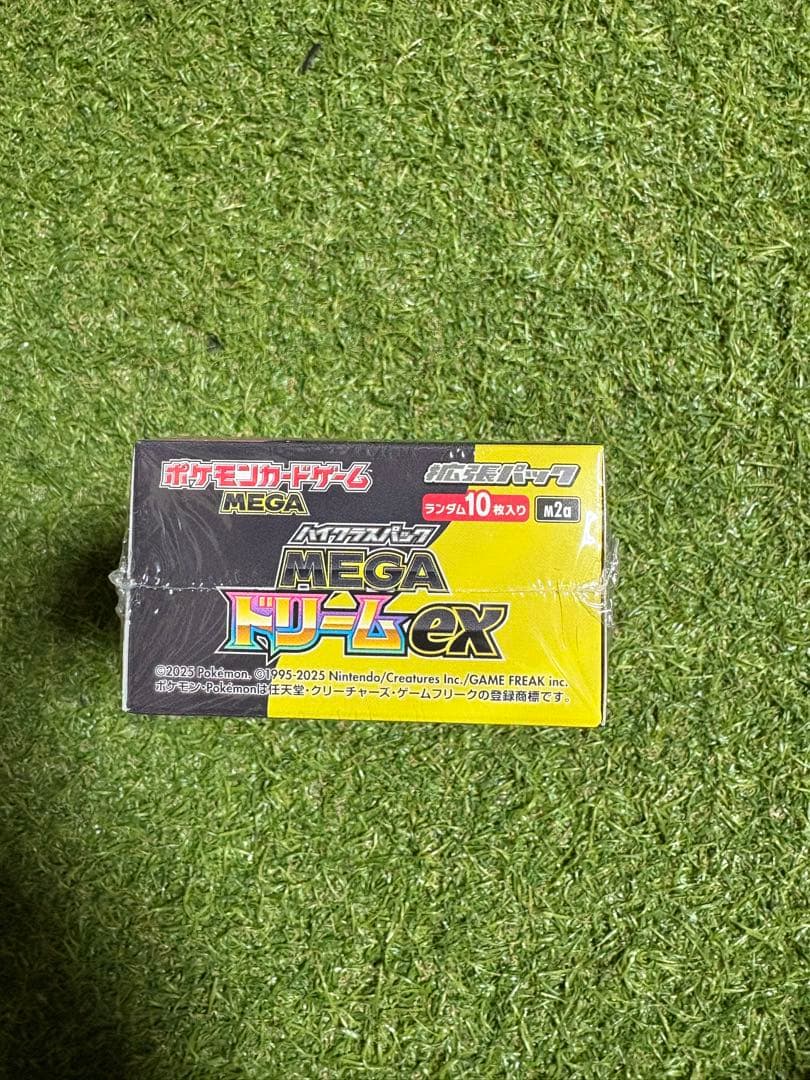 ポケモンカードゲーム
MEGA
拡張パック
ランダム10枚入り
M2a
ハイクラスパック
MEGA
ドリームex
©2025 Pokémon. ©1995-2025 Nintendo/Creatures Inc./GAME FREAK inc.
ポケモン・Pokémonは任天堂・クリーチャーズ・ゲームフリークの登録商標です。